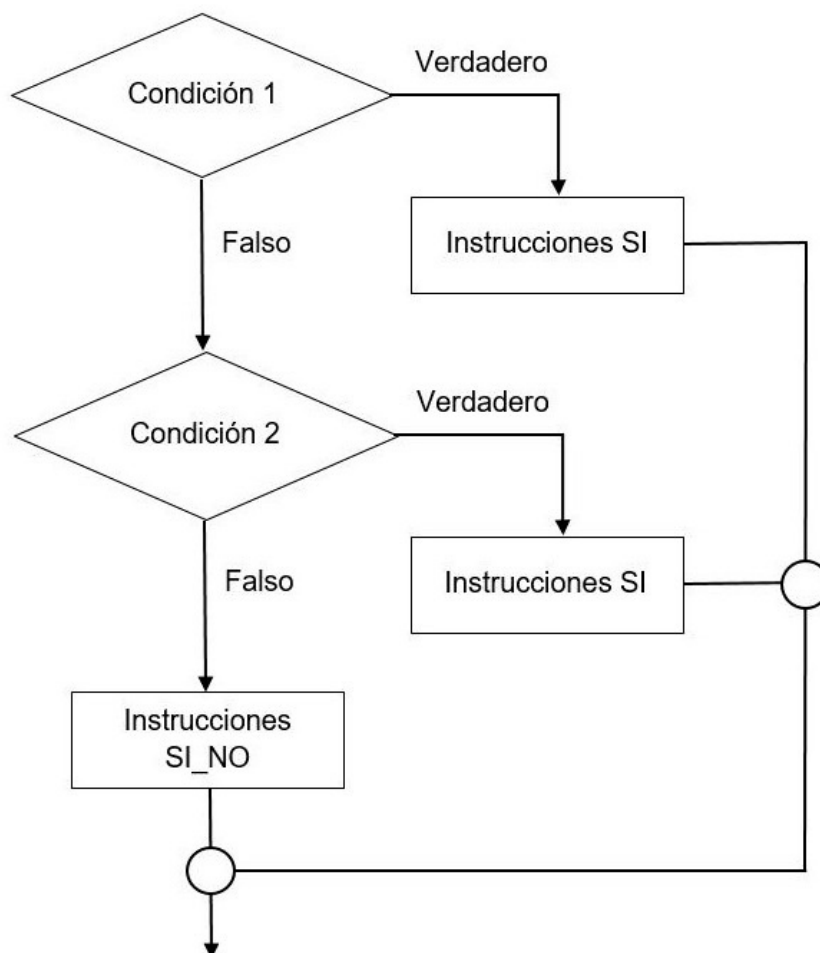 Verdadero
Condición 1
Instrucciones SI
Falso
Verdadero
Condición 2
Instrucciones SI
Falso
Instrucciones
SI_NO